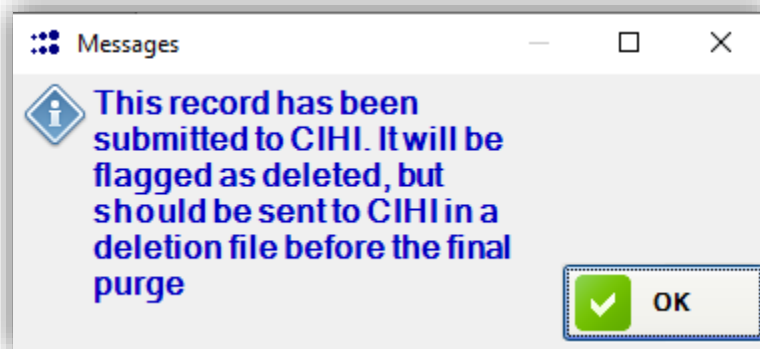 Messages
This record has been
submitted to CIHI. It will be
flagged as deleted, but
should be sent to CIHI in a
deletion file before the final
purge
OK